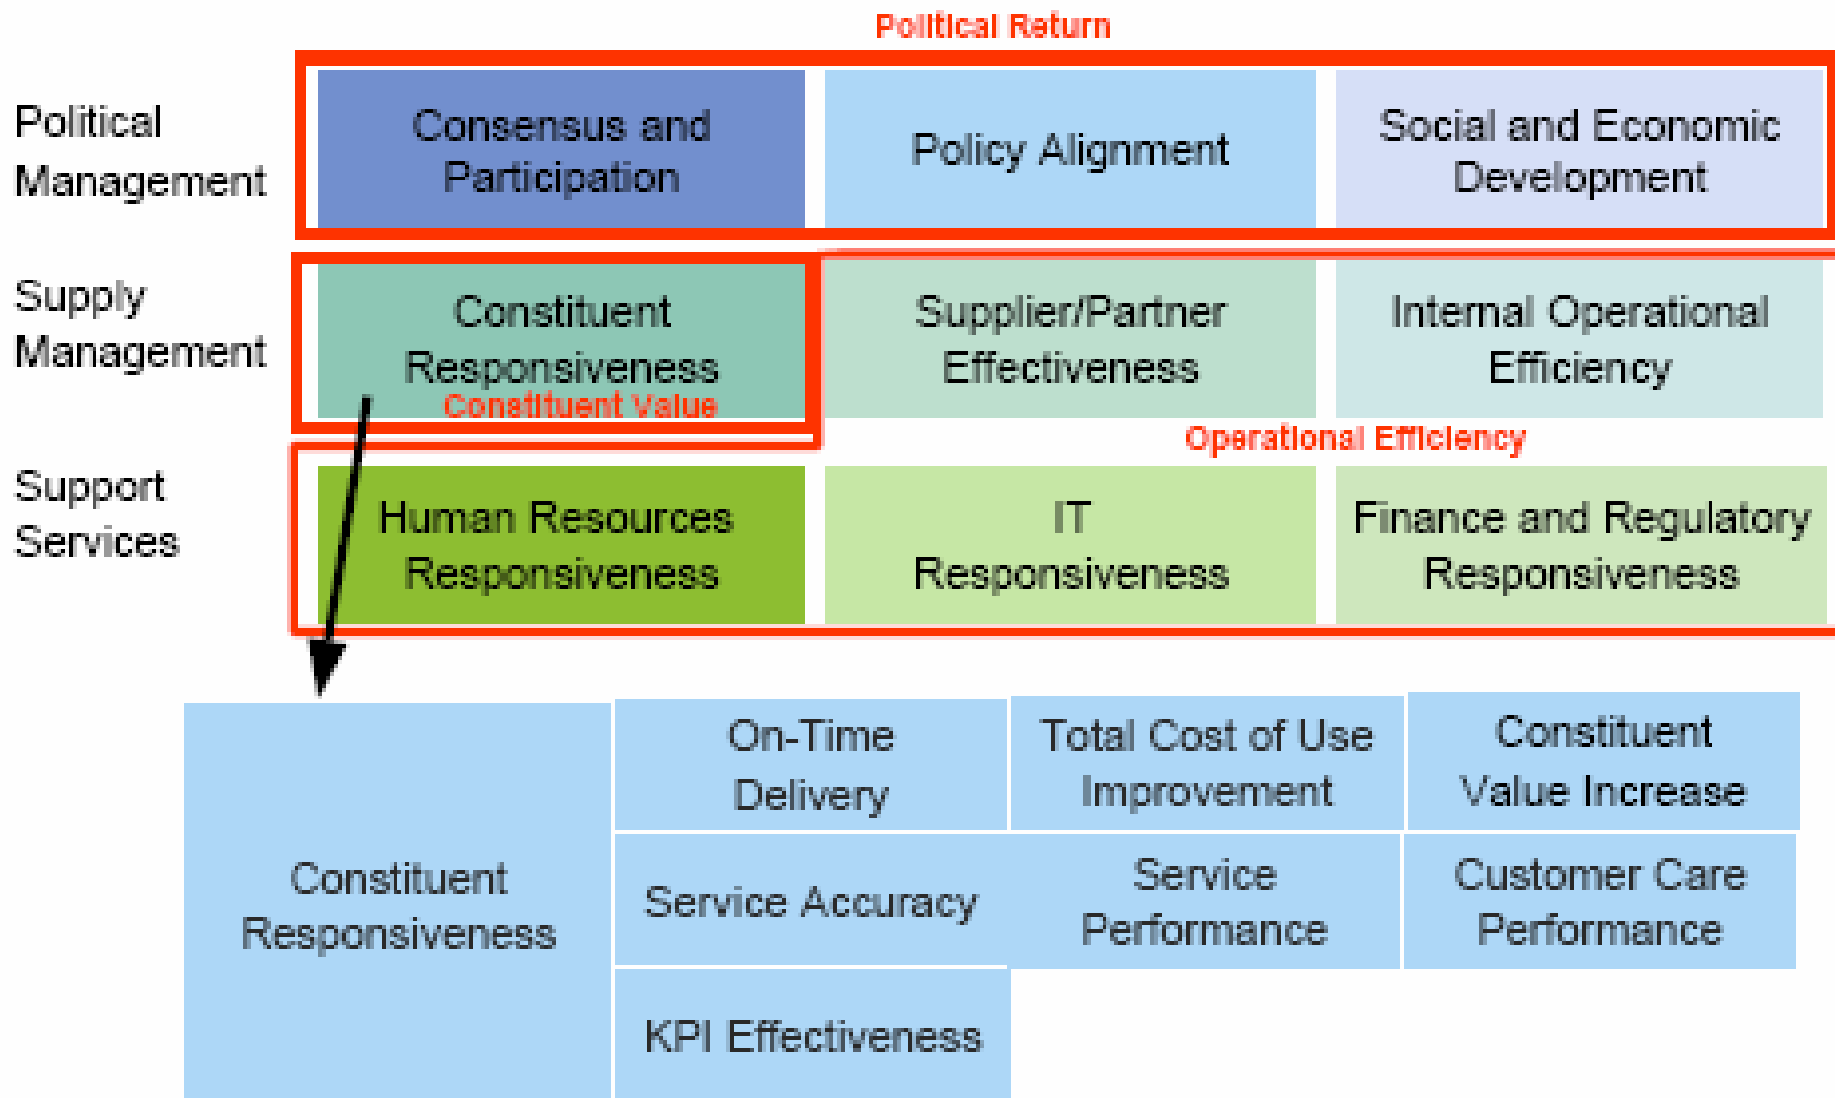 Political Return
Political
Management
Consensus and
Participation
Policy Alignment
Social and Economic
Development
Supply
Management
Constituent
Responsiveness
Constituent Value
Supplier/Partner
Effectiveness
Internal Operational
Efficiency
Operational Efficiency
Support
Services
Human Resources
Responsiveness
IT
Responsiveness
Finance and Regulatory
Responsiveness
Constituent
Responsiveness
On-Time
Delivery
Total Cost of Use
Improvement
Constituent
Value Increase
Service Accuracy
Service
Performance
Customer Care
Performance
KPI Effectiveness